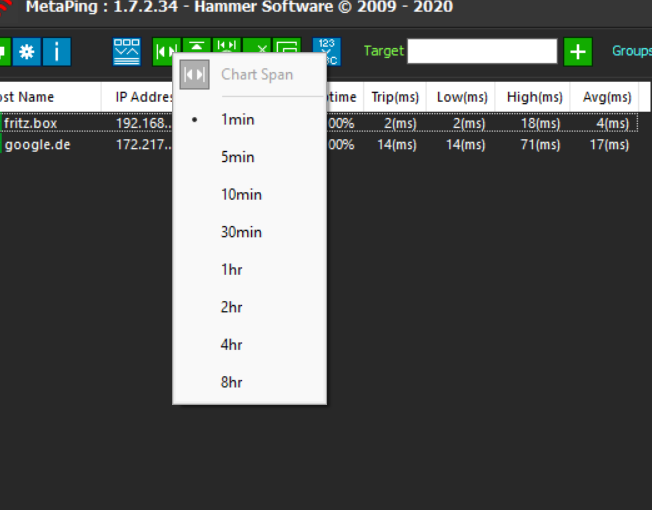 MetaPing : 1.7.2.34 - Hammer Software © 2009 - 2020
Target
Groups
Name IP Addre
Trip(ms) Low(ms) High(ms) Avg(ms)
fritz.box 192.168... 00% 2(ms) 2(ms) 18(ms) 4(ms)
google.de 172.217... 00% 14(ms) 14(ms) 71(ms) 17(ms)
Chart Span
1min
5min
10min
30min
1hr
2hr
4hr
8hr